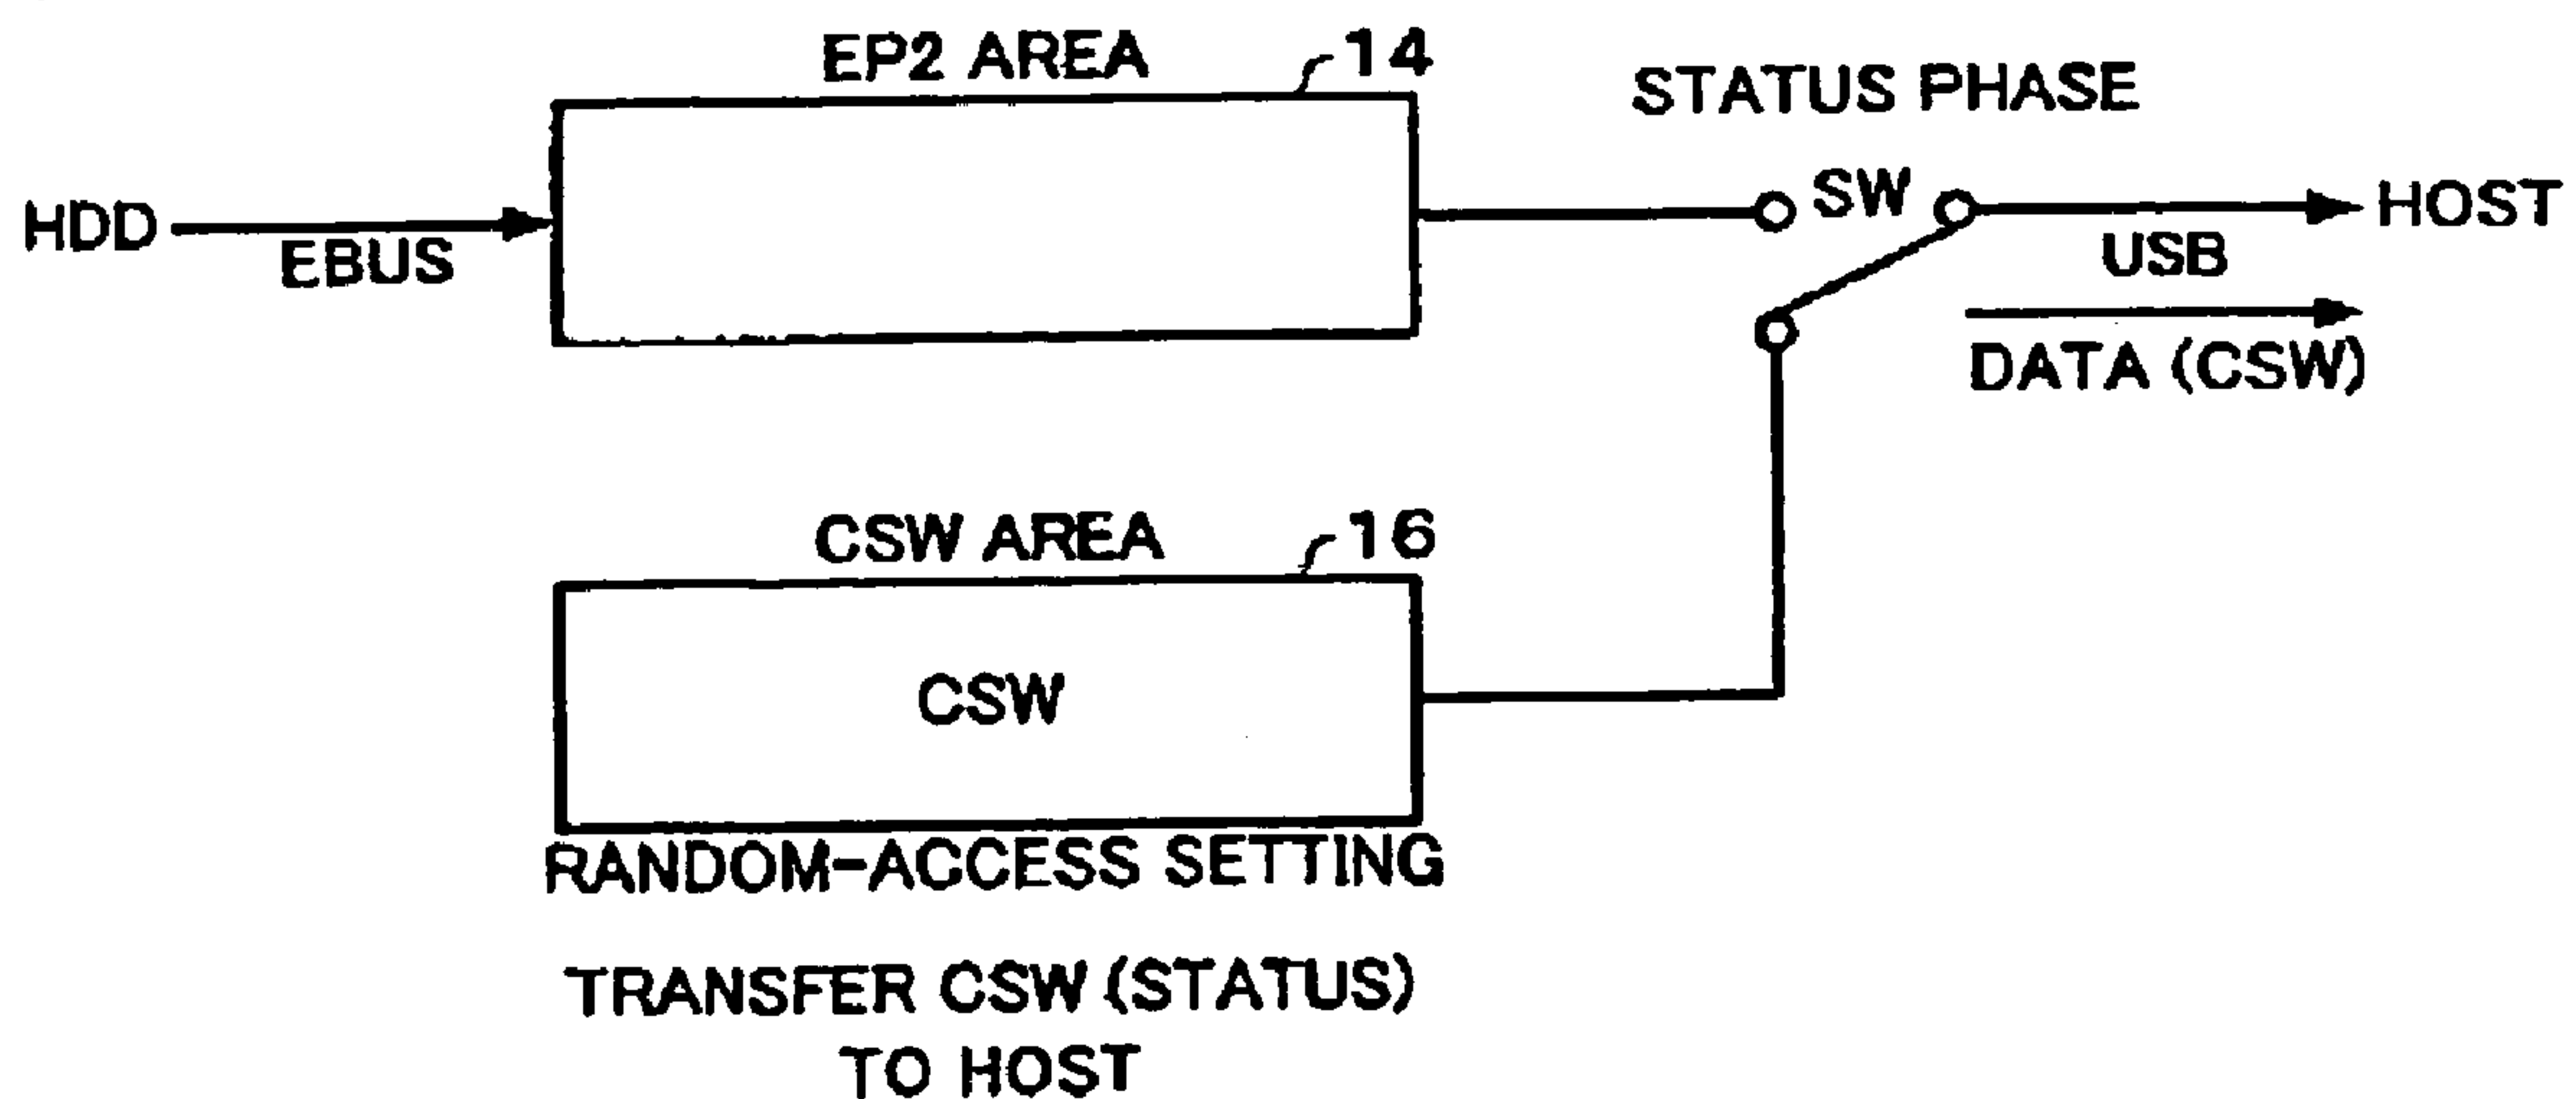 EP2 AREA
14
STATUS PHASE
HDD
EBUS
SW
HOST
USB
DATA (CSW)
CSW AREA
16
CSW
RANDOM-ACCESS SETTING
TRANSFER CSW (STATUS)
TO HOST